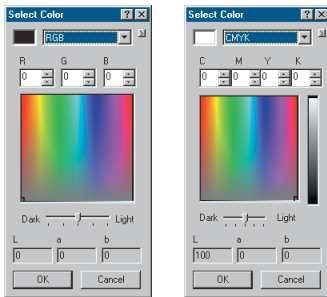 Select Color
RGB
R G B
0 0 0
Dark Light
L a b
0 0 0
OK Cancel
Select Color
CMYK
C M Y K
0 0 0 0
Dark Light
L a b
100 0 0
OK Cancel